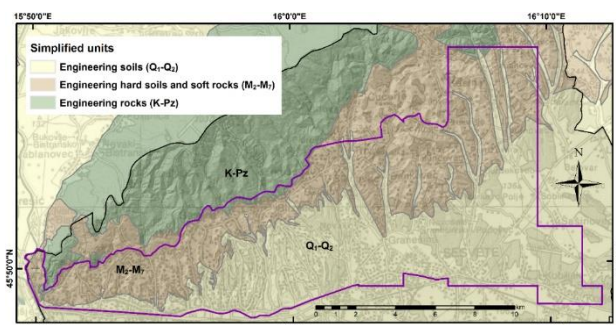 15°50'0"E
16°0'0"E
16°10'0"E
Simplified units
Engineering soils (Q₁-Q₂)
Engineering hard soils and soft rocks (M₂-M₇)
Engineering rocks (K-Pz)
K-Pz
N
Q₁-Q₂
M₂-M₇
45°50'0"N
0 1 2 4 6 8 10
km